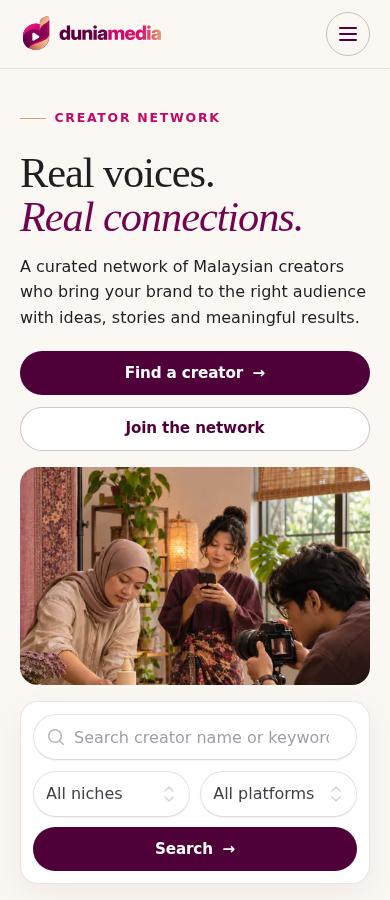 duniamedia
CREATOR NETWORK
Real voices.
Real connections.
A curated network of Malaysian creators
who bring your brand to the right audience
with ideas, stories and meaningful results.
Find a creator →
Join the network
Search creator name or keyword
All niches
All platforms
Search →